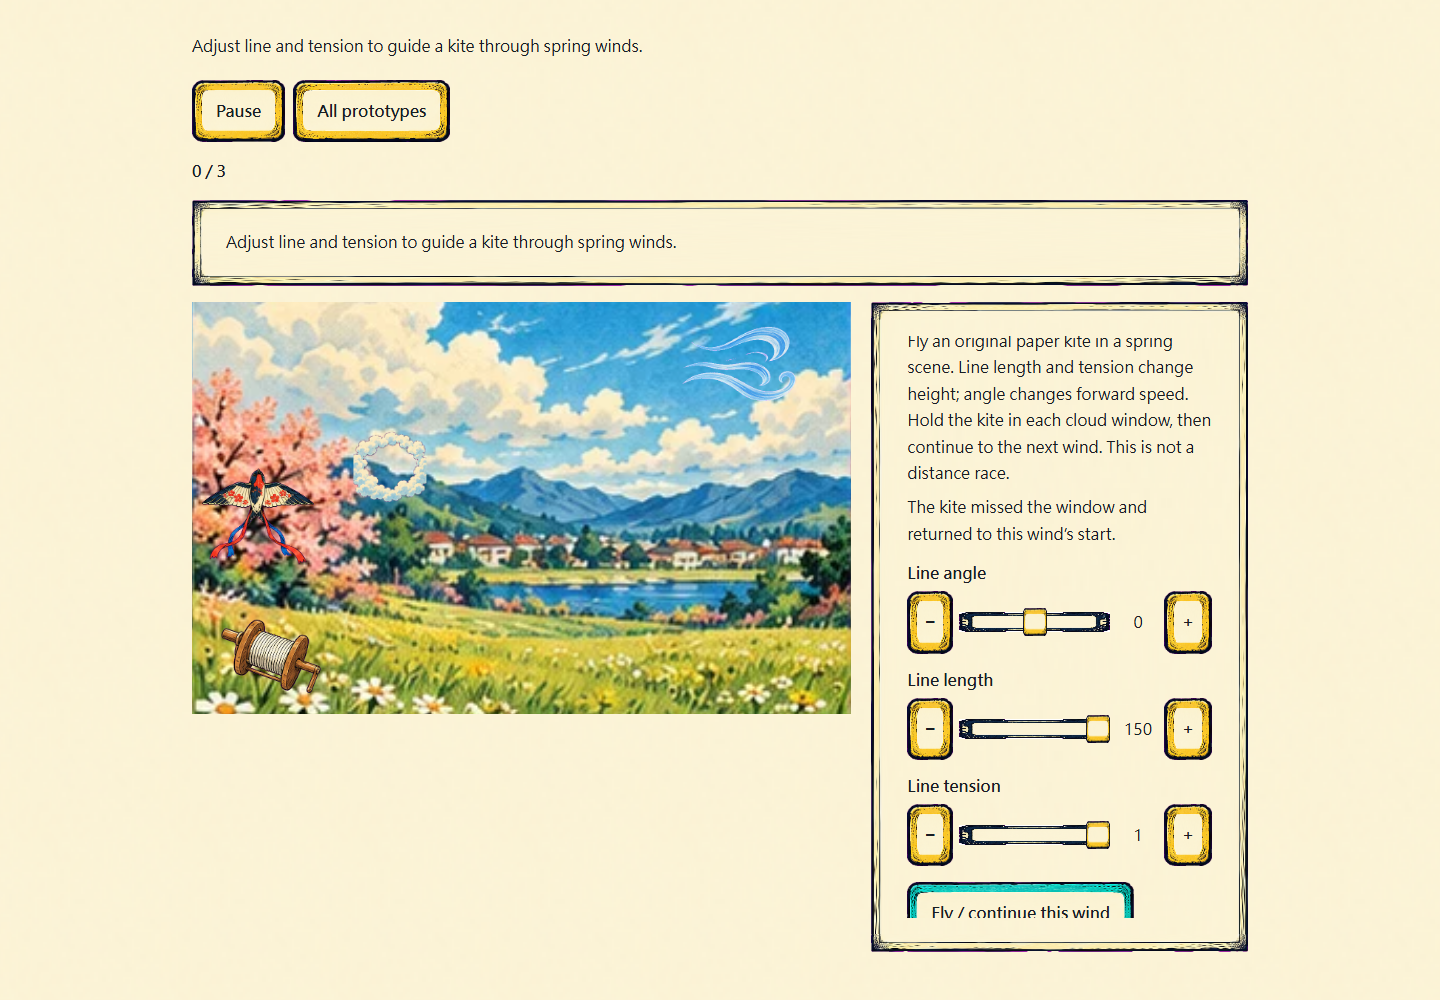 Adjust line and tension to guide a kite through spring winds.
Pause
All prototypes
0 / 3
Adjust line and tension to guide a kite through spring winds.
Fly an original paper kite in a spring
scene. Line length and tension change
height; angle changes forward speed.
Hold the kite in each cloud window, then
continue to the next wind. This is not a
distance race.
The kite missed the window and
returned to this wind’s start.
Line angle
−
0
+
Line length
−
150
+
Line tension
−
1
+
Fly / continue this wind